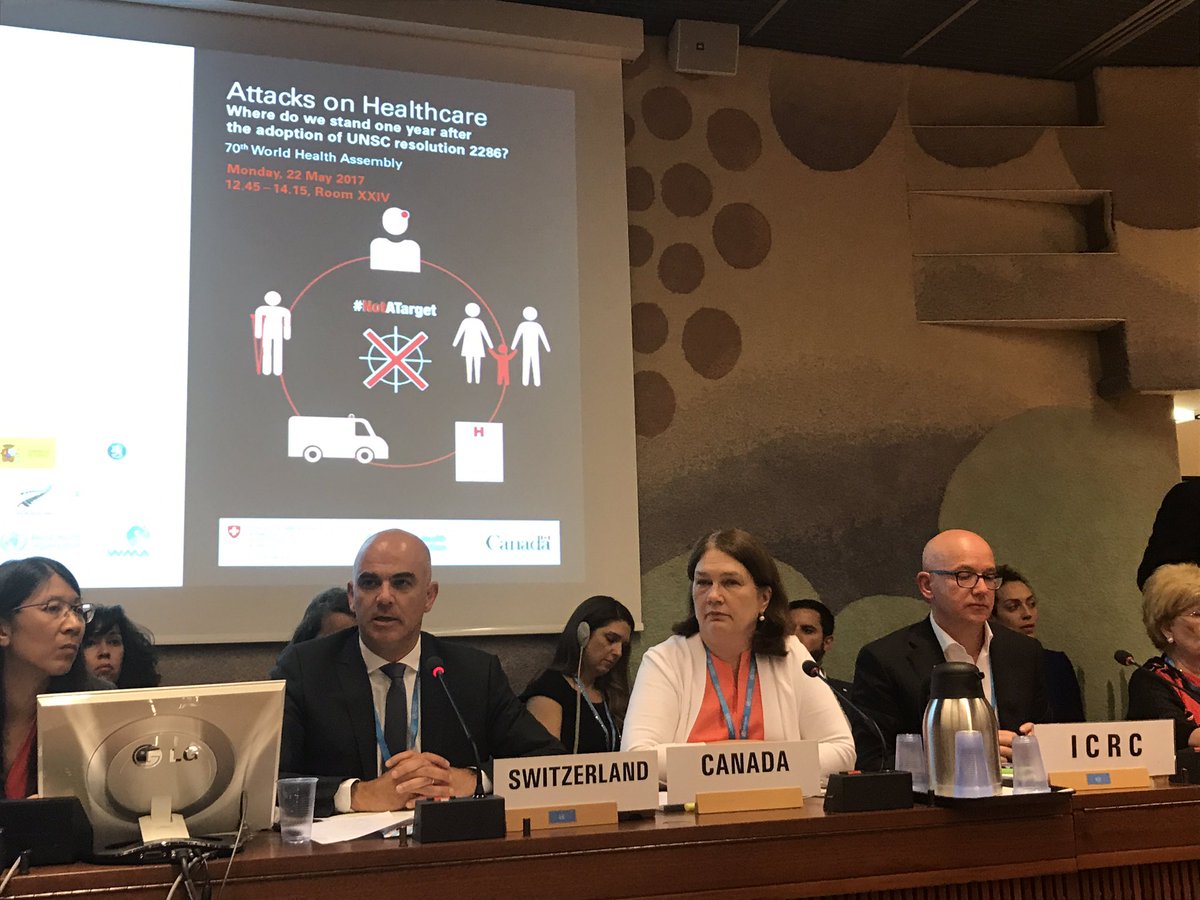 Attacks on Healthcare
Where do we stand one year after
the adoption of UNSC resolution 2286?
70th World Health Assembly
Monday, 22 May 2017
12.45 – 14.15, Room XXIV
#NotATarget
H
Canada
LG
SWITZERLAND
CANADA
ICRC